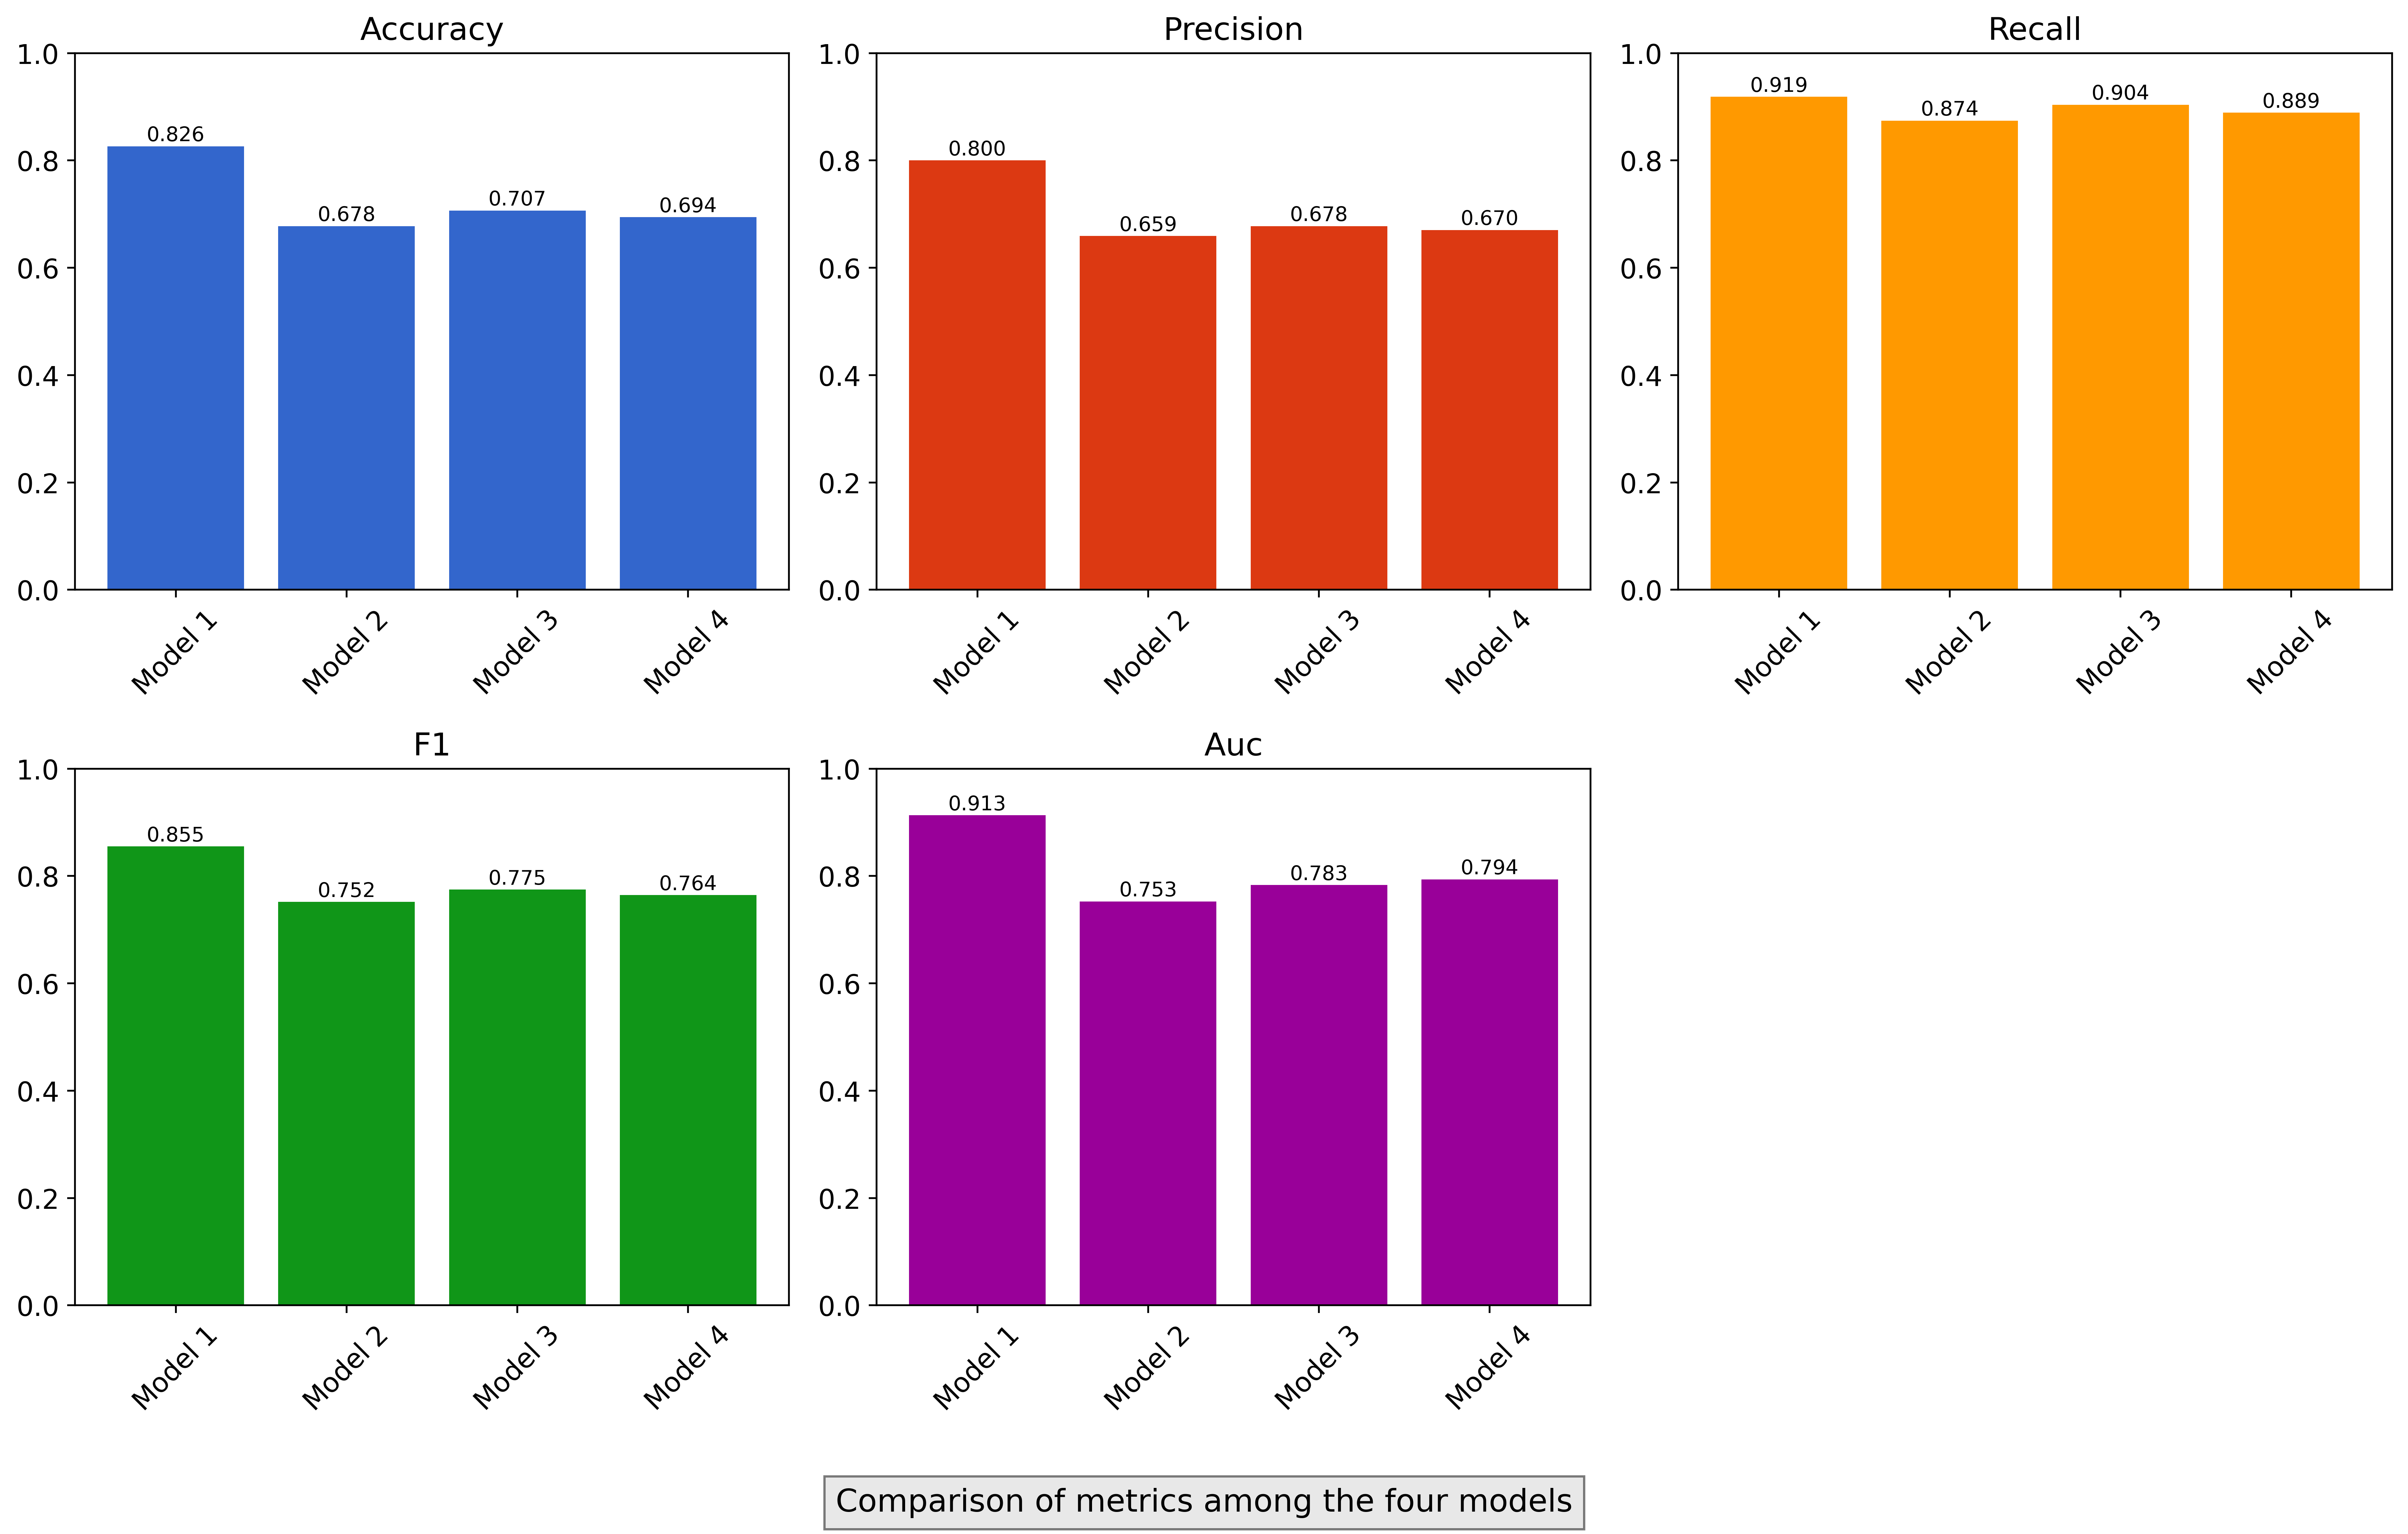 Accuracy
1.0
0.8
0.6
0.4
0.2
0.0
0.826
0.678
0.707
0.694
Model 1
Model 2
Model 3
Model 4
Precision
1.0
0.8
0.6
0.4
0.2
0.0
0.800
0.659
0.678
0.670
Model 1
Model 2
Model 3
Model 4
Recall
1.0
0.8
0.6
0.4
0.2
0.0
0.919
0.874
0.904
0.889
Model 1
Model 2
Model 3
Model 4
F1
1.0
0.8
0.6
0.4
0.2
0.0
0.855
0.752
0.775
0.764
Model 1
Model 2
Model 3
Model 4
Auc
1.0
0.8
0.6
0.4
0.2
0.0
0.913
0.753
0.783
0.794
Model 1
Model 2
Model 3
Model 4
Comparison of metrics among the four models